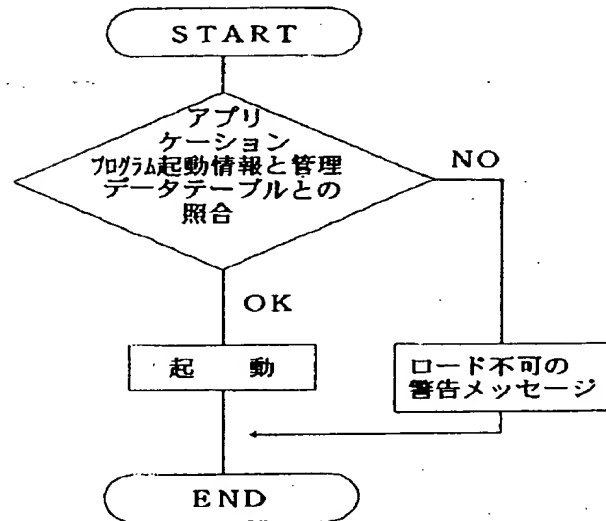 START
アプリ
ケーション
プログラム起動情報と管理
データテーブルとの
照合
NO
OK
起 動
ロード不可の
警告メッセージ
END